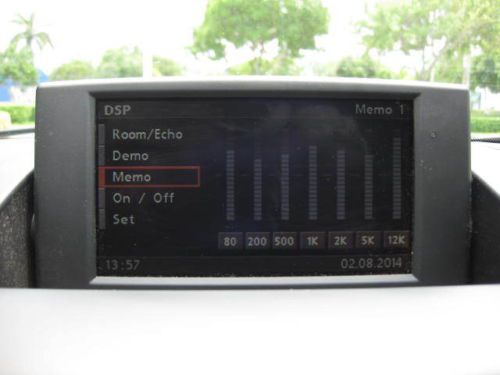 DSP Memo 1
Room/Echo
Demo
Memo
On / Off
Set
80 200 500 1K 2K 5K 12K
13:57 02.08.2014